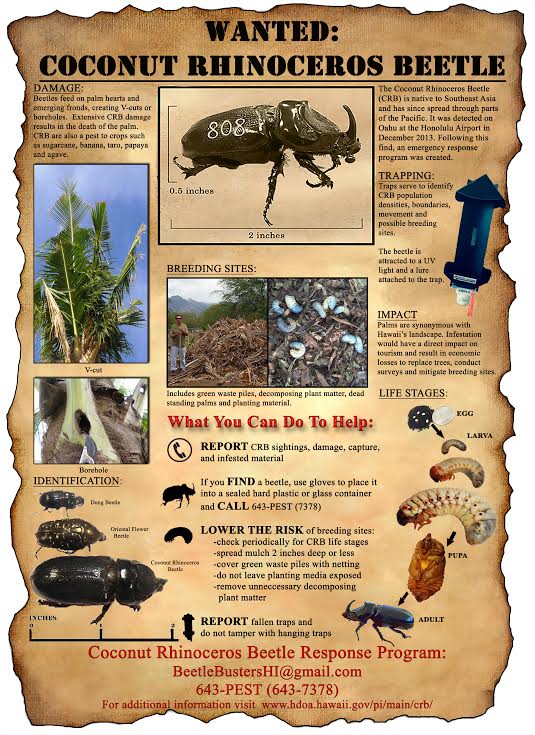 WANTED:
COCONUT RHINOCEROS BEETLE
DAMAGE:
Beetles feed on palm hearts and
emerging fronds, creating V-cuts or
boreholes. Extensive CRB damage
results in the death of the palm.
CRB are also a pest to crops such
as sugarcane, banana, taro, papaya
and agave.
V-cut
Borehole
IDENTIFICATION:
Dung Beetle
Oriental Flower
Beetle
Coconut Rhinoceros
Beetle
INCHES:
0 1 2
808
0.5 inches
2 inches
BREEDING SITES:
Includes green waste piles, decomposing plant matter, dead
standing palms and planting material.
The Coconut Rhinoceros Beetle
(CRB) is native to Southeast Asia
and has since spread through parts
of the Pacific. It was detected on
Oahu at the Honolulu Airport in
December 2013. Following this
find, an emergency response
program was created.
TRAPPING:
Traps serve to identify
CRB population
densities, boundaries,
movement and
possible breeding
sites.
The beetle is
attracted to a UV
light and a lure
attached to the trap.
IMPACT
Palms are synonymous with
Hawaii's landscape. Infestation
would have a direct impact on
tourism and result in economic
losses to replace trees, conduct
surveys and mitigate breeding sites.
LIFE STAGES:
EGG
LARVA
PUPA
ADULT
What You Can Do To Help:
REPORT CRB sightings, damage, capture,
and infested material
If you FIND a beetle, use gloves to place it
into a sealed hard plastic or glass container
and CALL 643-PEST (7378)
LOWER THE RISK of breeding sites:
-check periodically for CRB life stages
-spread mulch 2 inches deep or less
-cover green waste piles with netting
-do not leave planting media exposed
-remove unneccessary decomposing
plant matter
REPORT fallen traps and
do not tamper with hanging traps
Coconut Rhinoceros Beetle Response Program:
BeetleBustersHI@gmail.com
643-PEST (643-7378)
For additional information visit www.hdoa.hawaii.gov/pi/main/crb/